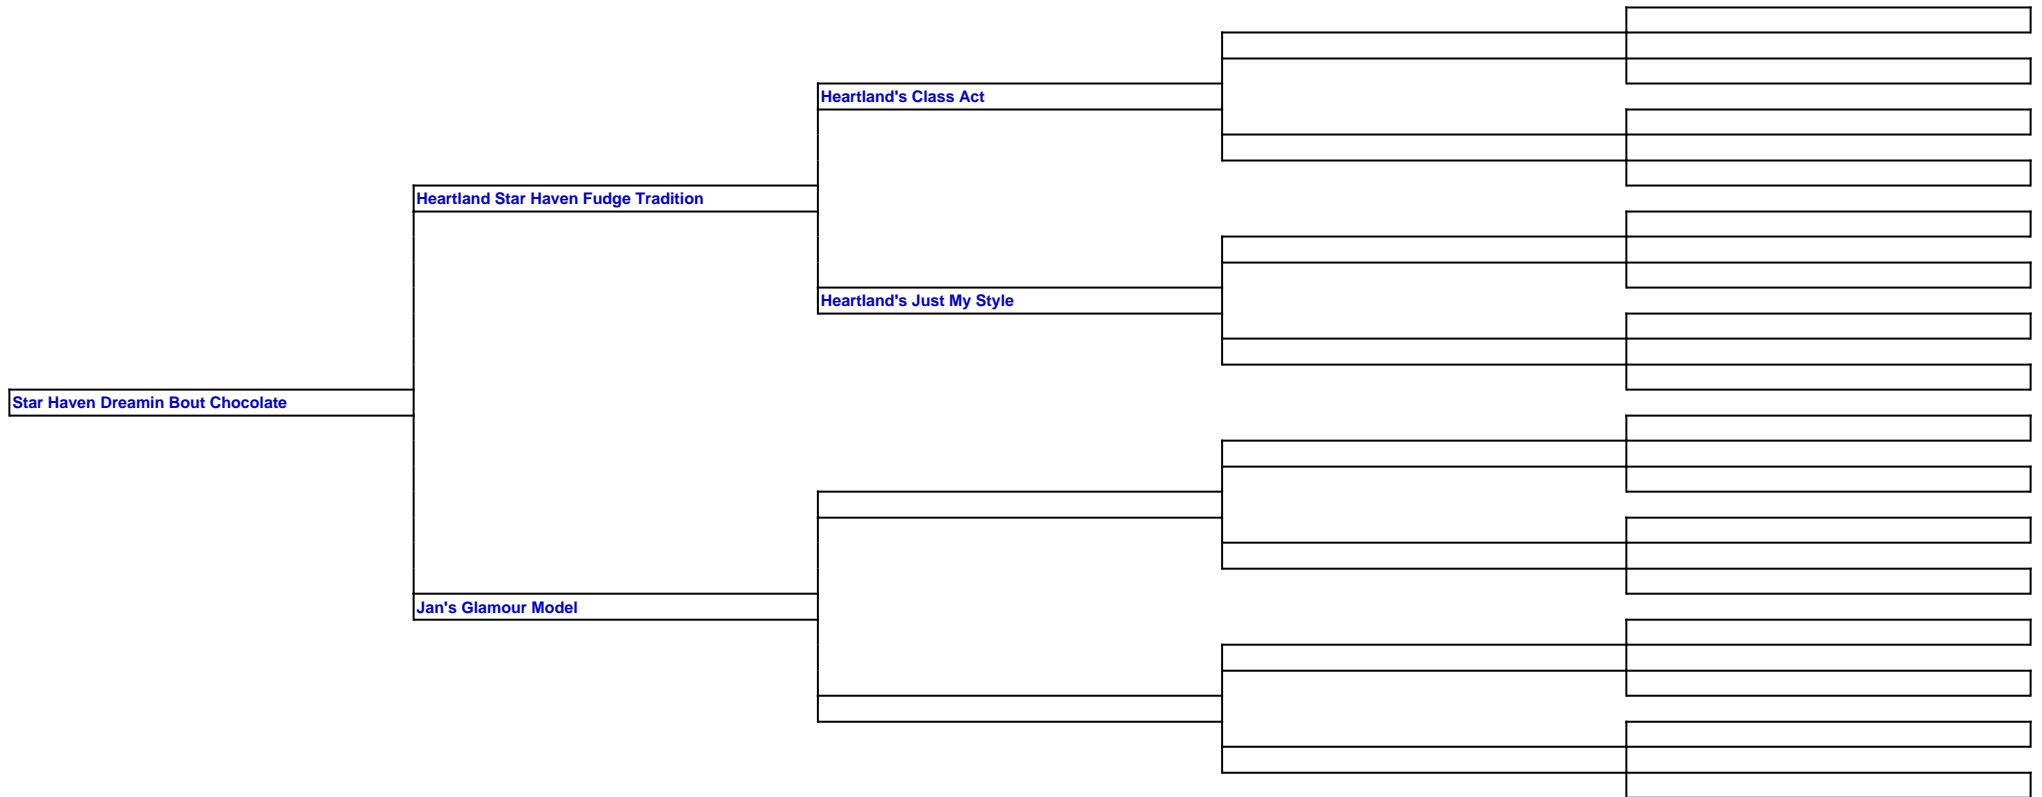 Heartland's Class Act
Heartland Star Haven Fudge Tradition
Heartland's Just My Style
Star Haven Dreamin Bout Chocolate
Jan's Glamour Model